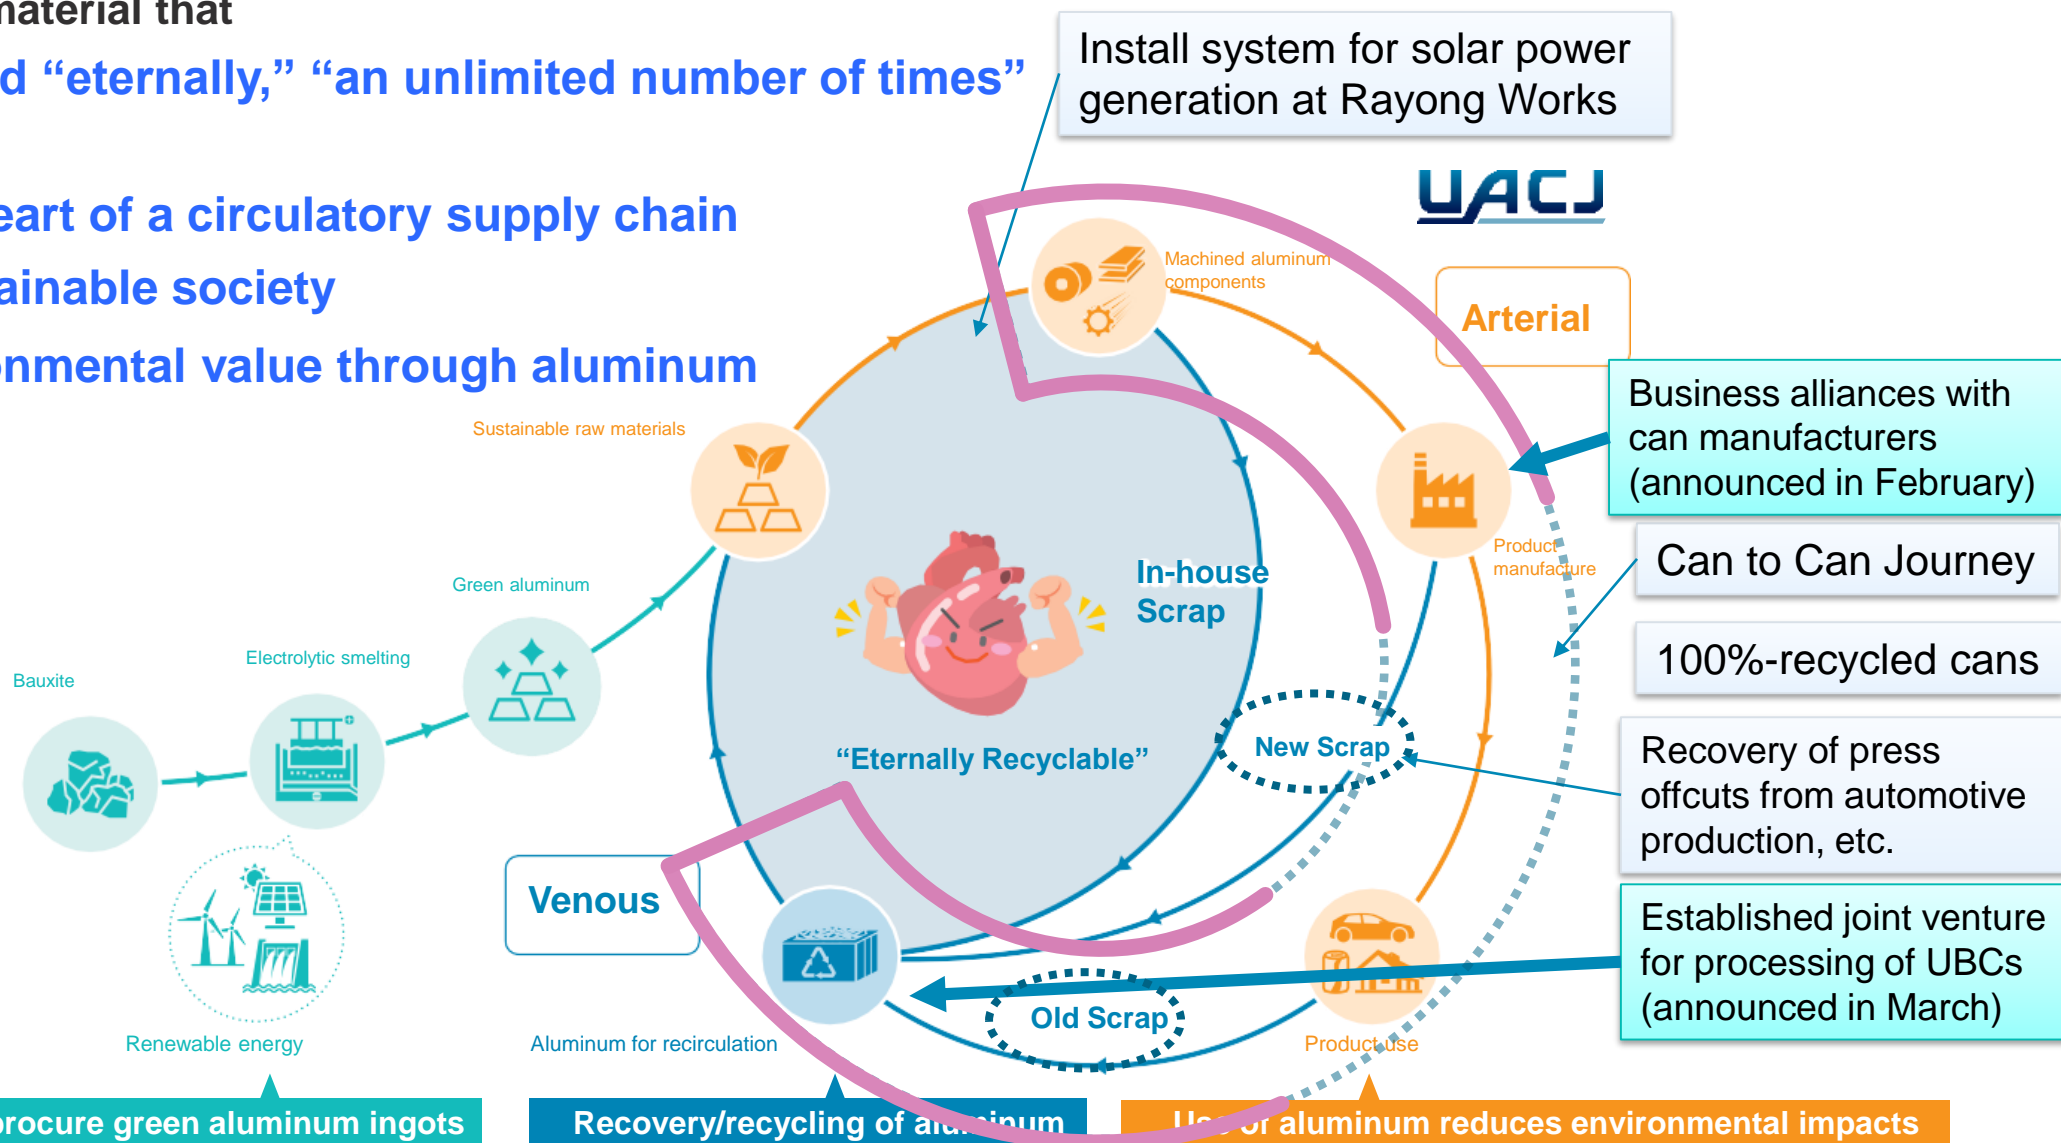 material that
d “eternally,” “an unlimited number of times”
eart of a circulatory supply chain
ainable society
onmental value through aluminum
Install system for solar power
generation at Rayong Works
UACJ
Machined aluminum
components
Arterial
Business alliances with
can manufacturers
(announced in February)
Sustainable raw materials
Product
manufacture
Can to Can Journey
Green aluminum
In-house
Scrap
100%-recycled cans
Electrolytic smelting
Bauxite
“Eternally Recyclable”
New Scrap
Recovery of press
offcuts from automotive
production, etc.
Venous
Established joint venture
for processing of UBCs
(announced in March)
Old Scrap
Renewable energy
Aluminum for recirculation
Product use
procure green aluminum ingots
Recovery/recycling of aluminum
Use of aluminum reduces environmental impacts